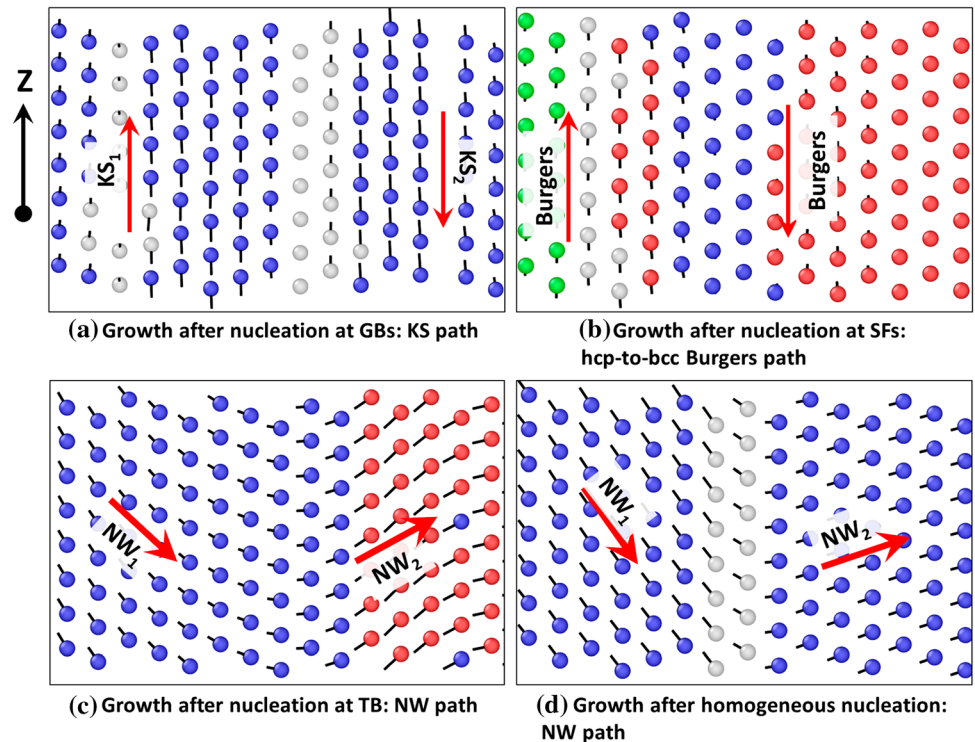 Z
KS₁
KS₂
Burgers
Burgers
(a) Growth after nucleation at GBs: KS path
(b) Growth after nucleation at SFs:
hcp-to-bcc Burgers path
NW₁
NW₂
NW₁
NW₂
(c) Growth after nucleation at TB: NW path
(d) Growth after homogeneous nucleation:
NW path